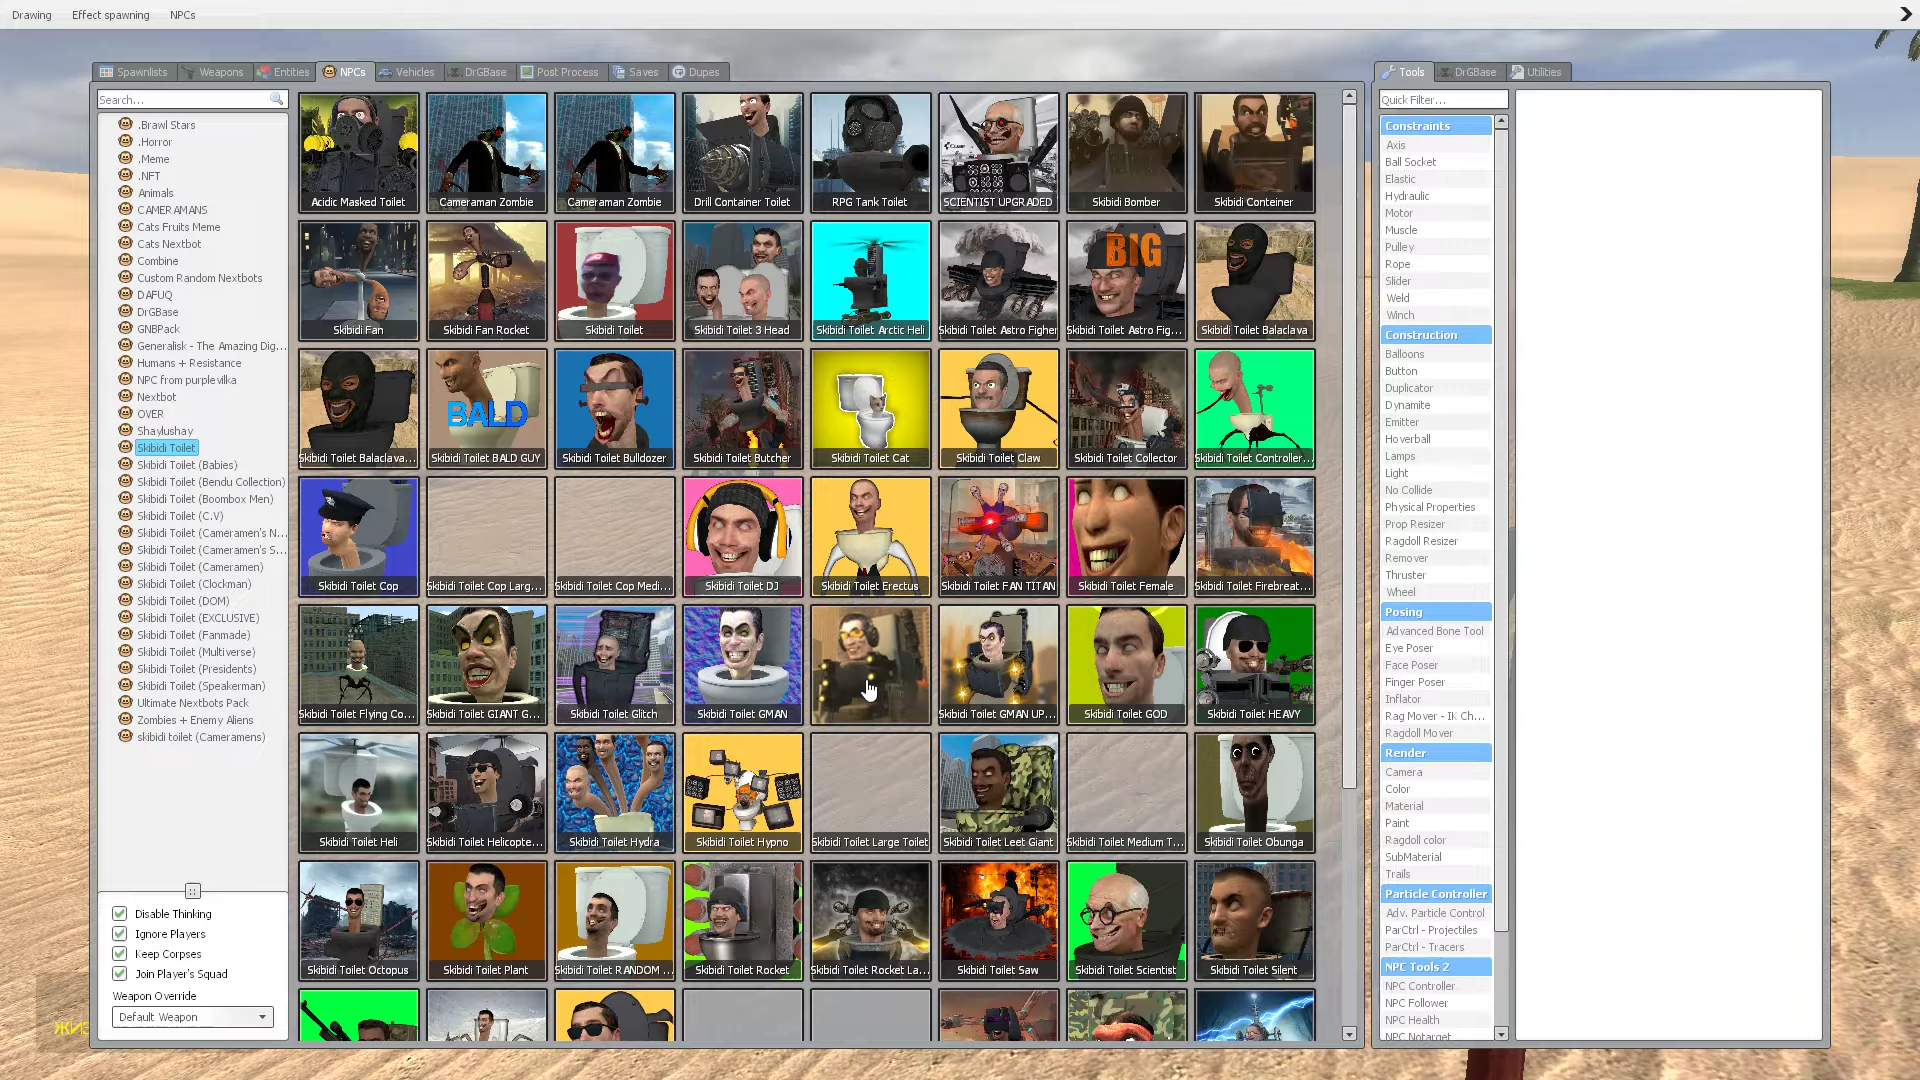 Drawing Effect spawning NPCs
Spawnlists Weapons Entities NPCs Vehicles DrGBase Post Process Saves Dupes
Search...
.Brawl Stars
.Horror
.Meme
.NFT
Animals
CAMERAMANS
Cats Fruits Meme
Cats Nextbot
Combine
Custom Random Nextbots
DAFUQ
DrGBase
GNBPack
Generalisk - The Amazing Dig...
Humans + Resistance
NPC from purplevilka
Nextbot
OVER
Shaylushay
Skibidi Toilet
Skibidi Toilet (Babies)
Skibidi Toilet (Bendu Collection)
Skibidi Toilet (Boombox Men)
Skibidi Toilet (C.V)
Skibidi Toilet (Cameramen's N...
Skibidi Toilet (Cameramen's S...
Skibidi Toilet (Cameramen)
Skibidi Toilet (Clockman)
Skibidi Toilet (DOM)
Skibidi Toilet (EXCLUSIVE)
Skibidi Toilet (Fanmade)
Skibidi Toilet (Multiverse)
Skibidi Toilet (Presidents)
Skibidi Toilet (Speakerman)
Ultimate Nextbots Pack
Zombies + Enemy Aliens
skibidi toilet (Cameramens)
Disable Thinking
Ignore Players
Keep Corpses
Join Player's Squad
Weapon Override
Default Weapon
Acidic Masked Toilet Cameraman Zombie Cameraman Zombie Drill Container Toilet RPG Tank Toilet SCIENTIST UPGRADED Skibidi Bomber Skibidi Conteiner
BIG
Skibidi Fan Skibidi Fan Rocket Skibidi Toilet Skibidi Toilet 3 Head Skibidi Toilet Arctic Heli Skibidi Toilet Astro Figher Skibidi Toilet Astro Fig... Skibidi Toilet Balaclava
BALD
Skibidi Toilet Balaclava... Skibidi Toilet BALD GUY Skibidi Toilet Bulldozer Skibidi Toilet Butcher Skibidi Toilet Cat Skibidi Toilet Claw Skibidi Toilet Collector Skibidi Toilet Controller...
Skibidi Toilet Cop Skibidi Toilet Cop Larg... Skibidi Toilet Cop Medi... Skibidi Toilet DJ Skibidi Toilet Erectus Skibidi Toilet FAN TITAN Skibidi Toilet Female Skibidi Toilet Firebreat...
Skibidi Toilet Flying Co... Skibidi Toilet GIANT G... Skibidi Toilet Glitch Skibidi Toilet GMAN Skibidi Toilet GMAN UP... Skibidi Toilet GOD Skibidi Toilet HEAVY
Skibidi Toilet Heli Skibidi Toilet Helicopte... Skibidi Toilet Hydra Skibidi Toilet Hypno Skibidi Toilet Large Toilet Skibidi Toilet Leet Giant Skibidi Toilet Medium T... Skibidi Toilet Obunga
Skibidi Toilet Octopus Skibidi Toilet Plant Skibidi Toilet RANDOM ... Skibidi Toilet Rocket Skibidi Toilet Rocket La... Skibidi Toilet Saw Skibidi Toilet Scientist Skibidi Toilet Silent
Tools DrGBase Utilities
Quick Filter...
Constraints
Axis
Ball Socket
Elastic
Hydraulic
Motor
Muscle
Pulley
Rope
Slider
Weld
Winch
Construction
Balloons
Button
Duplicator
Dynamite
Emitter
Hoverball
Lamps
Light
No Collide
Physical Properties
Prop Resizer
Ragdoll Resizer
Remover
Thruster
Wheel
Posing
Advanced Bone Tool
Eye Poser
Face Poser
Finger Poser
Inflator
Rag Mover - IK Ch...
Ragdoll Mover
Render
Camera
Color
Material
Paint
Ragdoll color
SubMaterial
Trails
Particle Controller
Adv. Particle Control
ParCtrl - Projectiles
ParCtrl - Tracers
NPC Tools 2
NPC Controller
NPC Follower
NPC Health
NPC Notarget